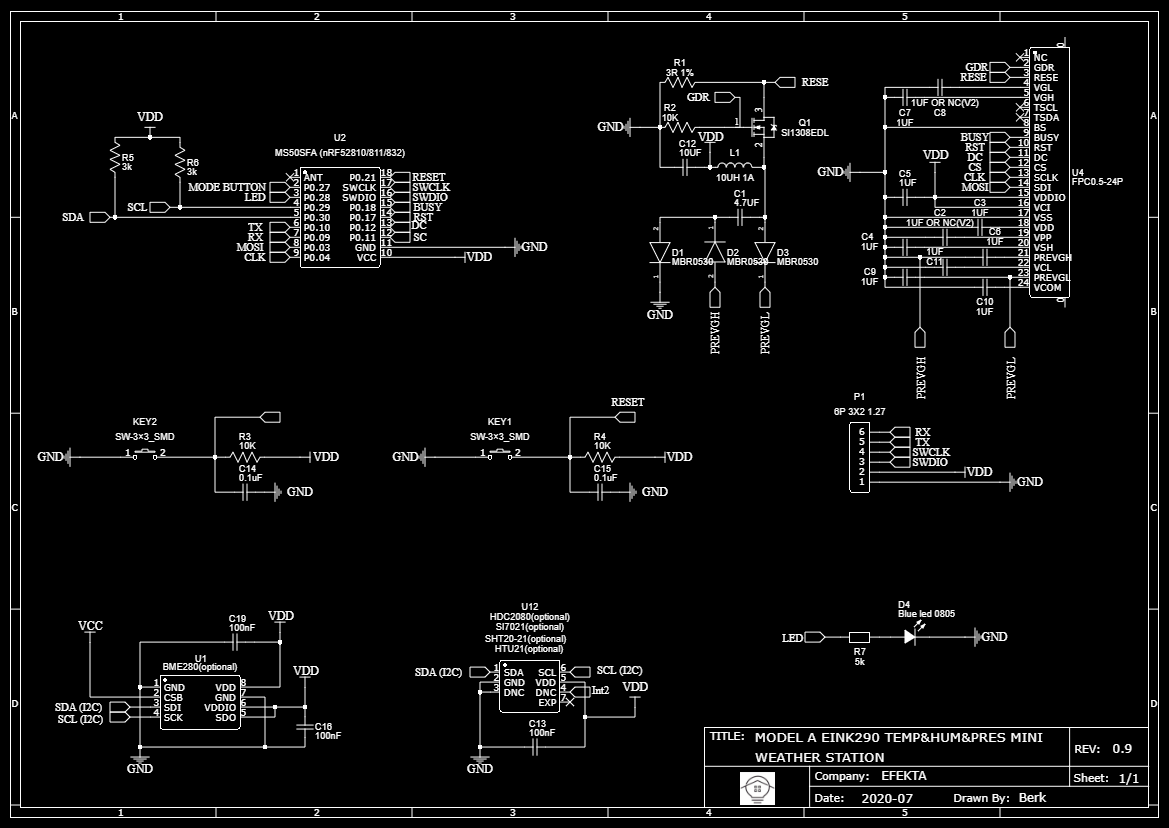 1 2 3 4 5
A
B
C
D
A
B
C
D
VDD
R5
3k
R6
3k
MODE BUTTON
LED
SCL
SDA
TX
RX
MOSI
CLK
U2
MS50SFA (nRF52810/811/832)
1 ANT P0.21 18 RESET
2 P0.27 SWCLK 17 SWCLK
3 P0.28 SWDIO 16 SWDIO
4 P0.29 P0.18 15 BUSY
5 P0.30 P0.17 14 RST
6 P0.10 P0.12 13 DC
7 P0.09 P0.11 12 SC
8 P0.03 GND 11 GND
9 P0.04 VCC 10 VDD
R1
3R 1%
RESE
GDR
R2
10K
GND
VDD
3
1
2
Q1
SI1308EDL
C12
10UF
L1
10UH 1A
C1
4.7UF
2
2
2
D1
MBR0530
D2
MBR0530
D3
MBR0530
1
1
1
GND
PREVGH
PREVGL
0
1 NC
GDR 2 GDR
RESE 3 RESE
4 VGL
5 VGH
6 TSCL
7 TSDA
8 BS
BUSY 9 BUSY
RST 10 RST
DC 11 DC
CS 12 CS
CLK 13 SCLK
MOSI 14 SDI
15 VDDIO
16 VCI
17 VSS
18 VDD
19 VPP
20 VSH
21 PREVGH
22 VCL
23 PREVGL
24 VCOM
0
U4
FPC0.5-24P
1UF OR NC(V2)
C7
1UF
C8
VDD
GND
C5
1UF
C3
1UF
C2
1UF OR NC(V2)
C4
1UF
C6
1UF
1UF
C11
C9
1UF
C10
1UF
PREVGH
PREVGL
KEY2
SW-3×3_SMD
GND
1 2
R3
10K
VDD
C14
0.1uF
GND
RESET
KEY1
SW-3×3_SMD
GND
1 2
R4
10K
VDD
C15
0.1uF
GND
P1
6P 3X2 1.27
6 RX
5 TX
4 SWCLK
3 SWDIO
2 VDD
1 GND
VCC
C19
100nF
VDD
U1
BME280(optional)
VDD
1 GND VDD 8
2 CSB GND 7
SDA (I2C) 3 SDI VDDIO 6
SCL (I2C) 4 SCK SDO 5
C16
100nF
GND
U12
HDC2080(optional)
SI7021(optional)
SHT20-21(optional)
HTU21(optional)
SDA (I2C) 1 SDA SCL 6 SCL (I2C)
2 GND VDD 5
3 DNC DNC 4 Int2
EXP 7
VDD
C13
100nF
GND
D4
Blue led 0805
LED
R7
5k
GND
TITLE: MODEL A EINK290 TEMP&HUM&PRES MINI
WEATHER STATION
REV: 0.9
Company: EFEKTA
Sheet: 1/1
Date: 2020-07 Drawn By: Berk
1 2 3 4 5